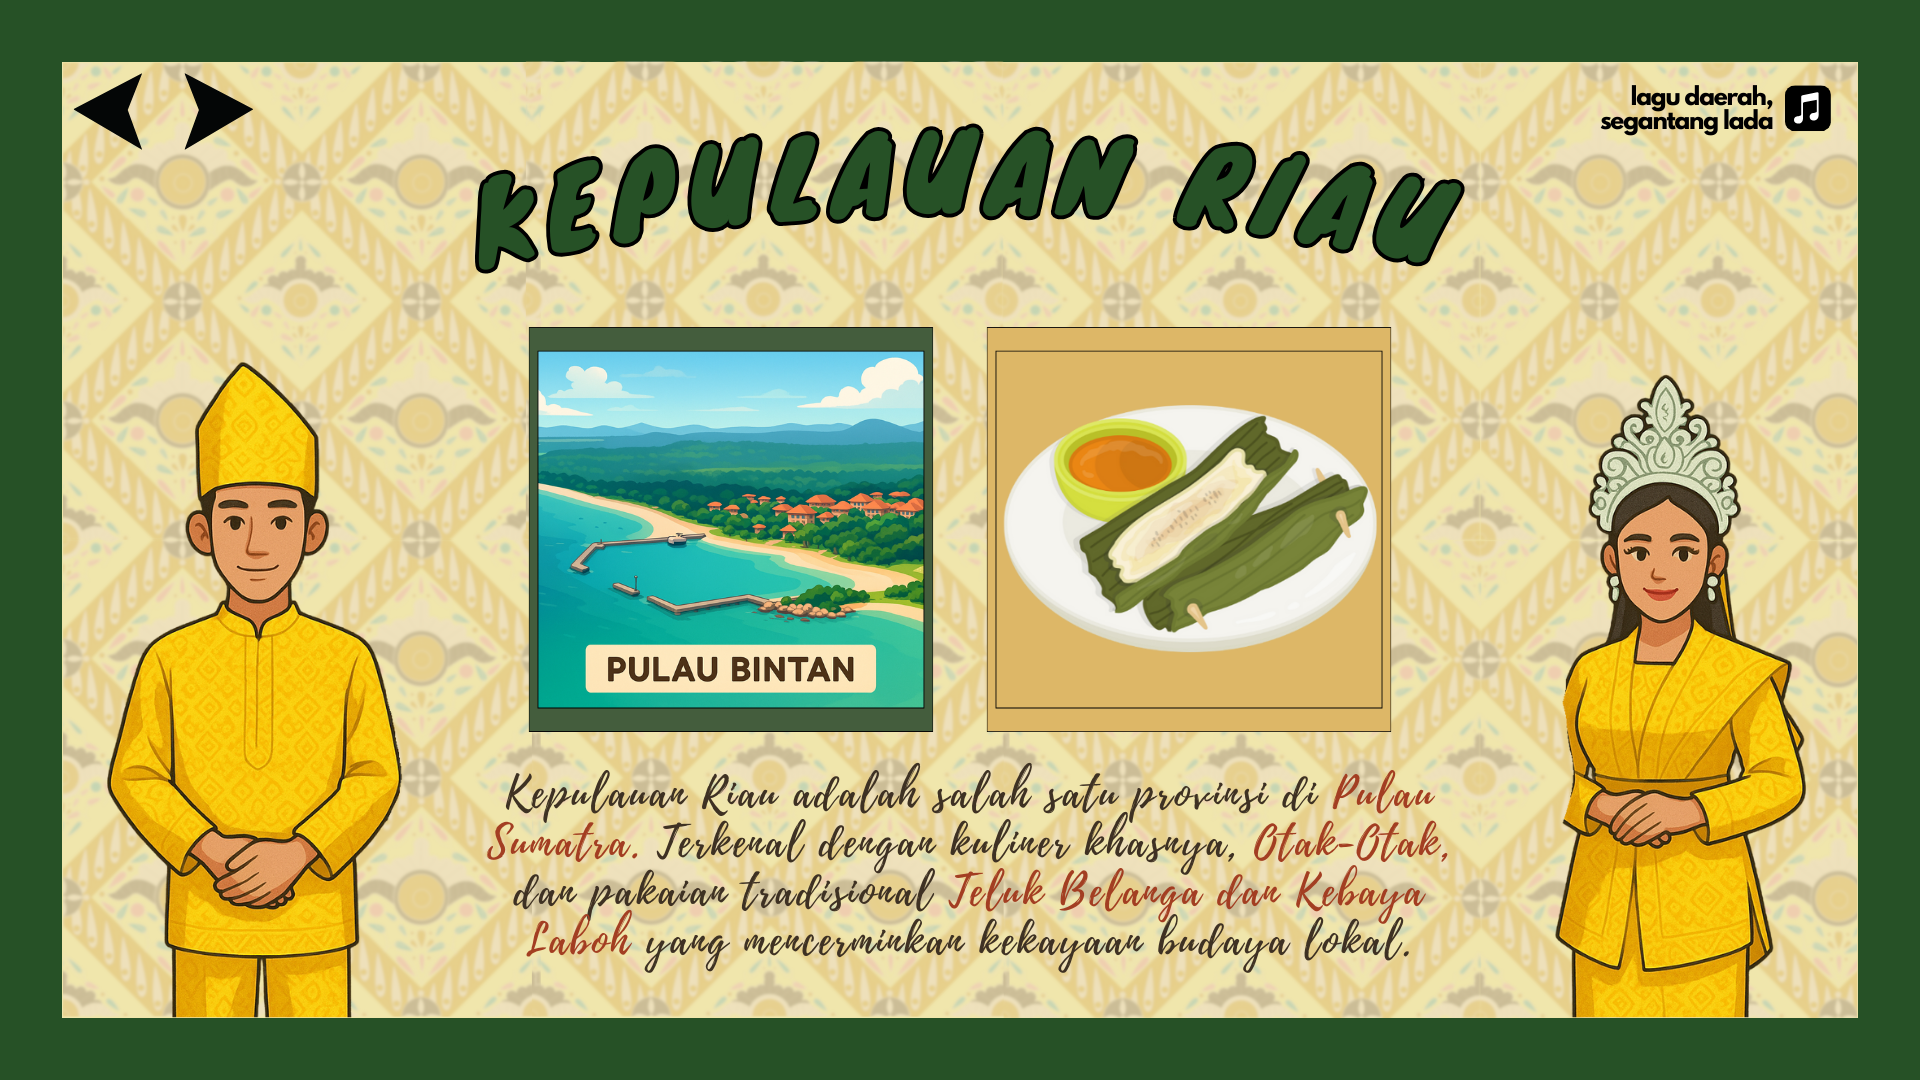 lagu daerah,
segantang lada
KEPULAUAN RIAU
PULAU BINTAN
Kepulauan Riau adalah salah satu provinsi di Pulau
Sumatra. Terkenal dengan kuliner khasnya, Otak-Otak,
dan pakaian tradisional Teluk Belanga dan Kebaya
Laboh yang mencerminkan kekayaan budaya lokal.